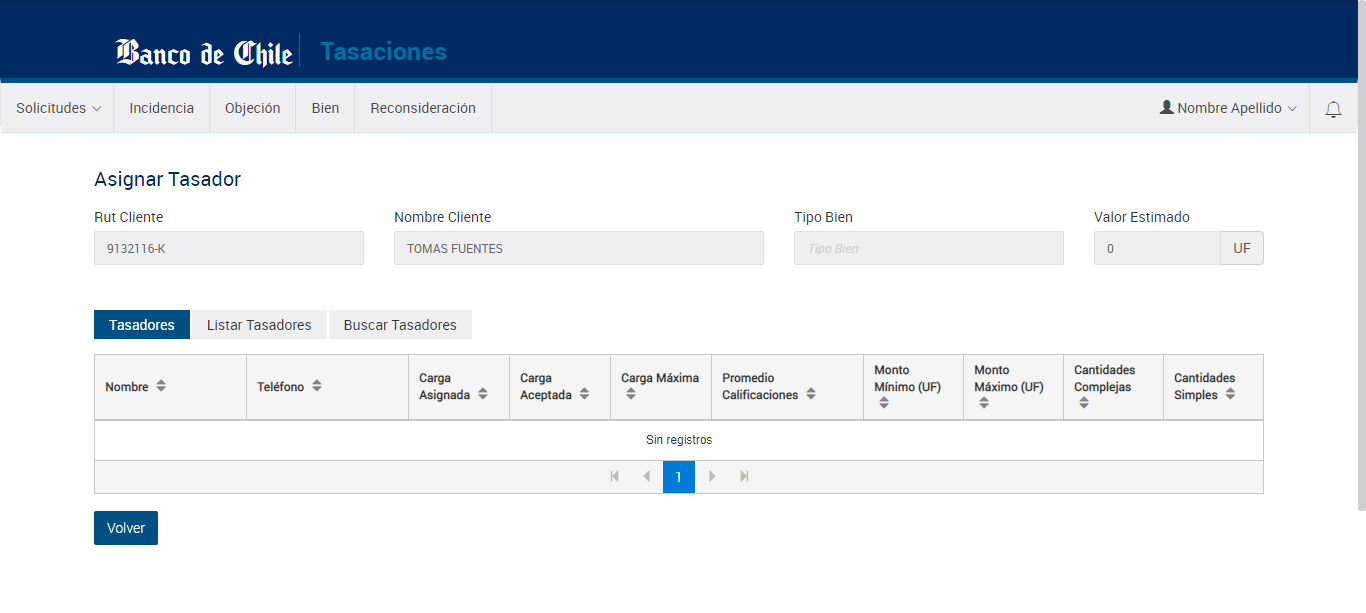 Banco de Chile Tasaciones
Solicitudes Incidencia Objeción Bien Reconsideración Nombre Apellido
Asignar Tasador
Rut Cliente Nombre Cliente Tipo Bien Valor Estimado
9132116-K TOMAS FUENTES Tipo Bien 0 UF
Tasadores Listar Tasadores Buscar Tasadores
Nombre Teléfono Carga Asignada Carga Aceptada Carga Máxima Promedio Calificaciones Monto Mínimo (UF) Monto Máximo (UF) Cantidades Complejas Cantidades Simples
Sin registros
1
Volver